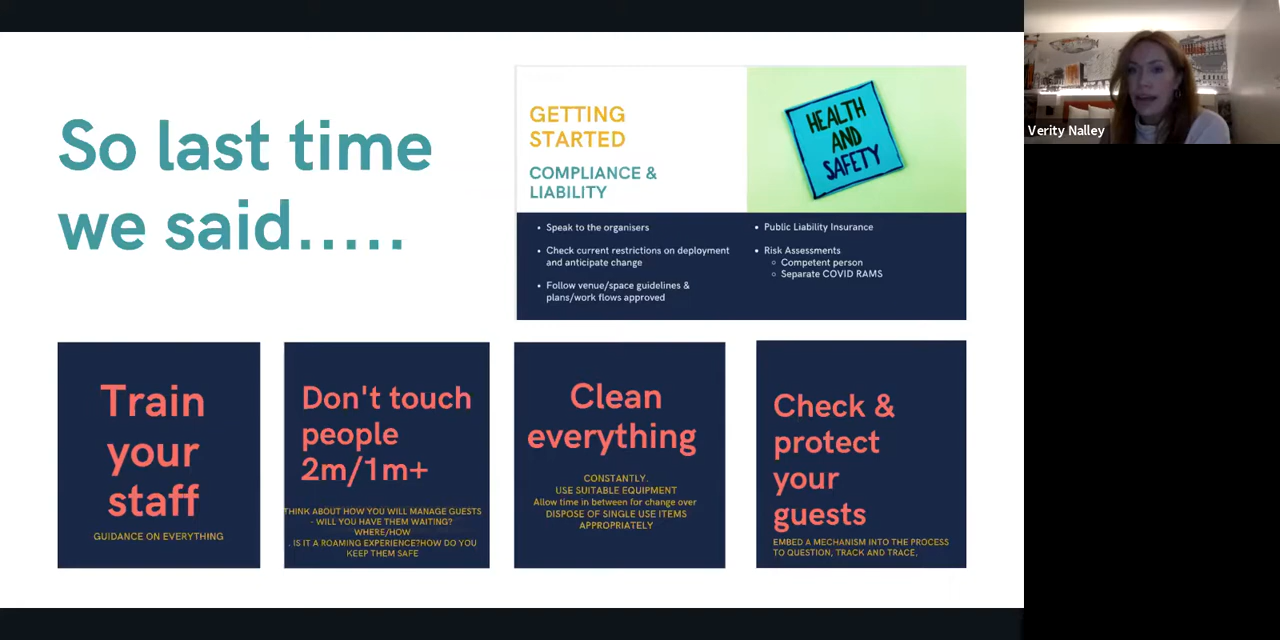 So last time
we said.....
GETTING
STARTED
COMPLIANCE &
LIABILITY
HEALTH
AND
SAFETY
• Speak to the organisers
• Check current restrictions on deployment
and anticipate change
• Follow venue/space guidelines &
plans/work flows approved
• Public Liability Insurance
• Risk Assessments
○ Competent person
○ Separate COVID RAMS
Train
your
staff
GUIDANCE ON EVERYTHING
Don't touch
people
2m/1m+
THINK ABOUT HOW YOU WILL MANAGE GUESTS
- WILL YOU HAVE THEM WAITING?
WHERE/HOW
. IS IT A ROAMING EXPERIENCE?HOW DO YOU
KEEP THEM SAFE
Clean
everything
CONSTANTLY.
USE SUITABLE EQUIPMENT
Allow time in between for change over
DISPOSE OF SINGLE USE ITEMS
APPROPRIATELY
Check &
protect
your
guests
EMBED A MECHANISM INTO THE PROCESS
TO QUESTION, TRACK AND TRACE.
Verity Nalley